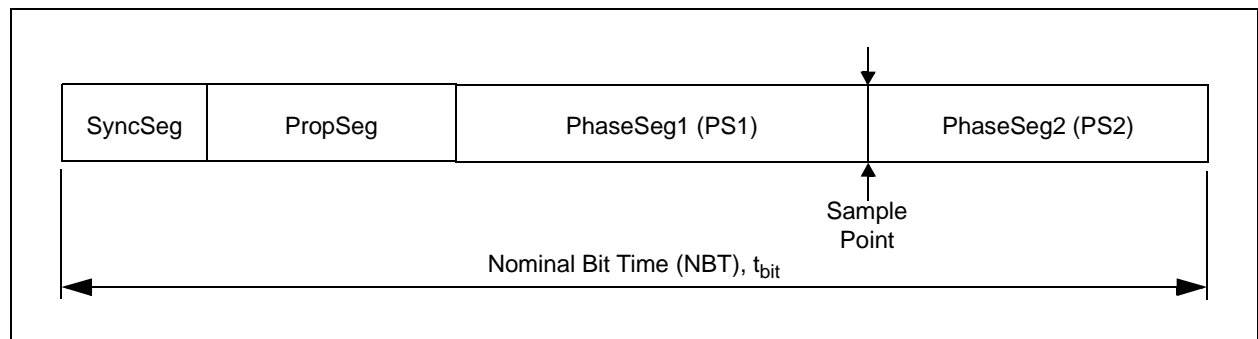 SyncSeg
PropSeg
PhaseSeg1 (PS1)
PhaseSeg2 (PS2)
Sample
Point
Nominal Bit Time (NBT), tbit